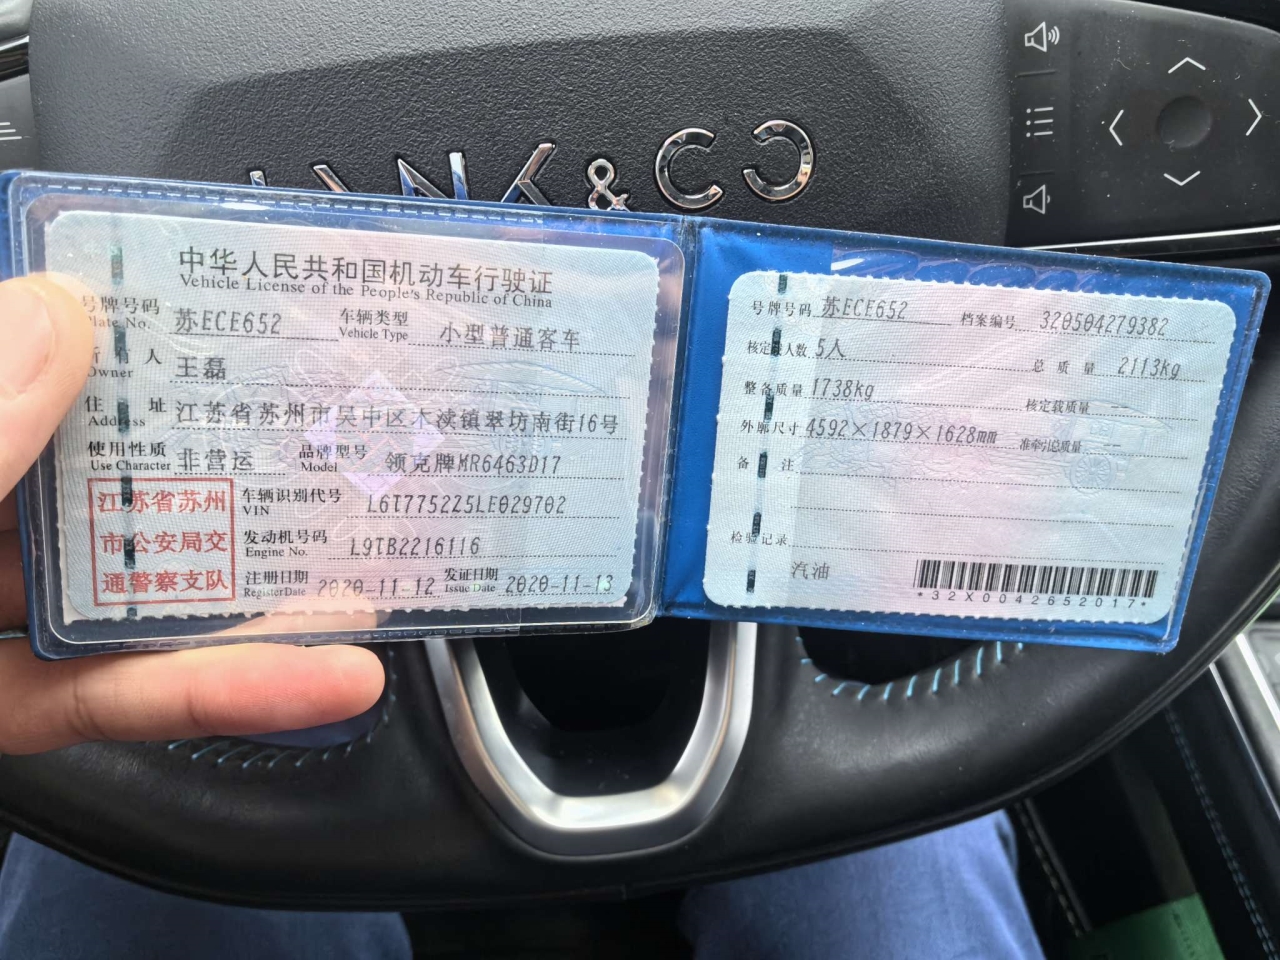 LYNK & CO
中华人民共和国机动车行驶证
Vehicle License of the People's Republic of China
号牌号码 苏ECE652 车辆类型 小型普通客车
Plate No. Vehicle Type
所有人 王磊
Owner
住址 江苏省苏州市吴中区木渎镇翠坊南街16号
Address
使用性质 非营运 品牌型号 领克牌MR6463D17
Use Character Model
江苏省苏州
市公安局交
通警察支队
车辆识别代号 L6T7752Z5LE029702
VIN
发动机号码 L9TB2216116
Engine No.
注册日期 2020-11-12 发证日期 2020-11-13
Register Date Issue Date
号牌号码 苏ECE652 档案编号 320504279382
核定载人数 5人 总质量 2113kg
整备质量 1738kg 核定载质量 --
外廓尺寸 4592×1879×1628mm 准牵引总质量 --
备注
检验记录
汽油
*32X0042652017*